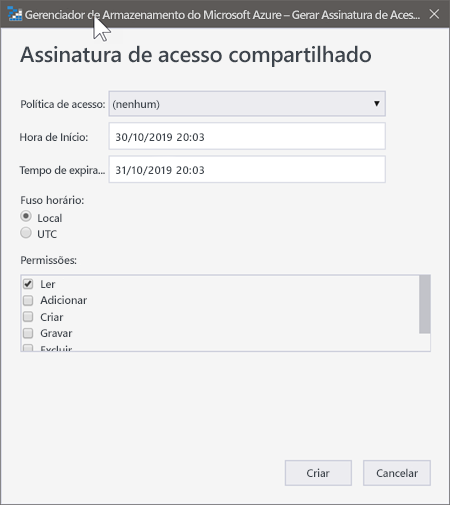 Gerenciador de Armazenamento do Microsoft Azure – Gerar Assinatura de Aces...
Assinatura de acesso compartilhado
Política de acesso: (nenhum)
Hora de Início: 30/10/2019 20:03
Tempo de expira... 31/10/2019 20:03
Fuso horário:
Local
UTC
Permissões:
Ler
Adicionar
Criar
Gravar
Excluir
Criar Cancelar